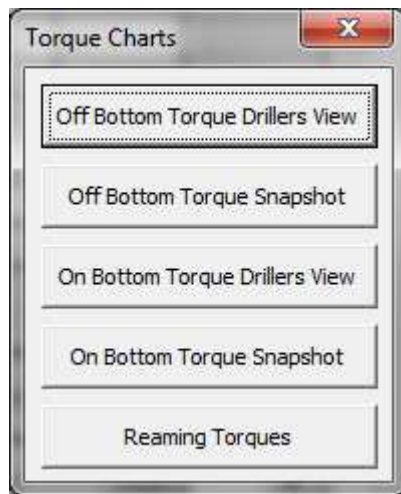 Torque Charts
Off Bottom Torque Drillers View
Off Bottom Torque Snapshot
On Bottom Torque Drillers View
On Bottom Torque Snapshot
Reaming Torques